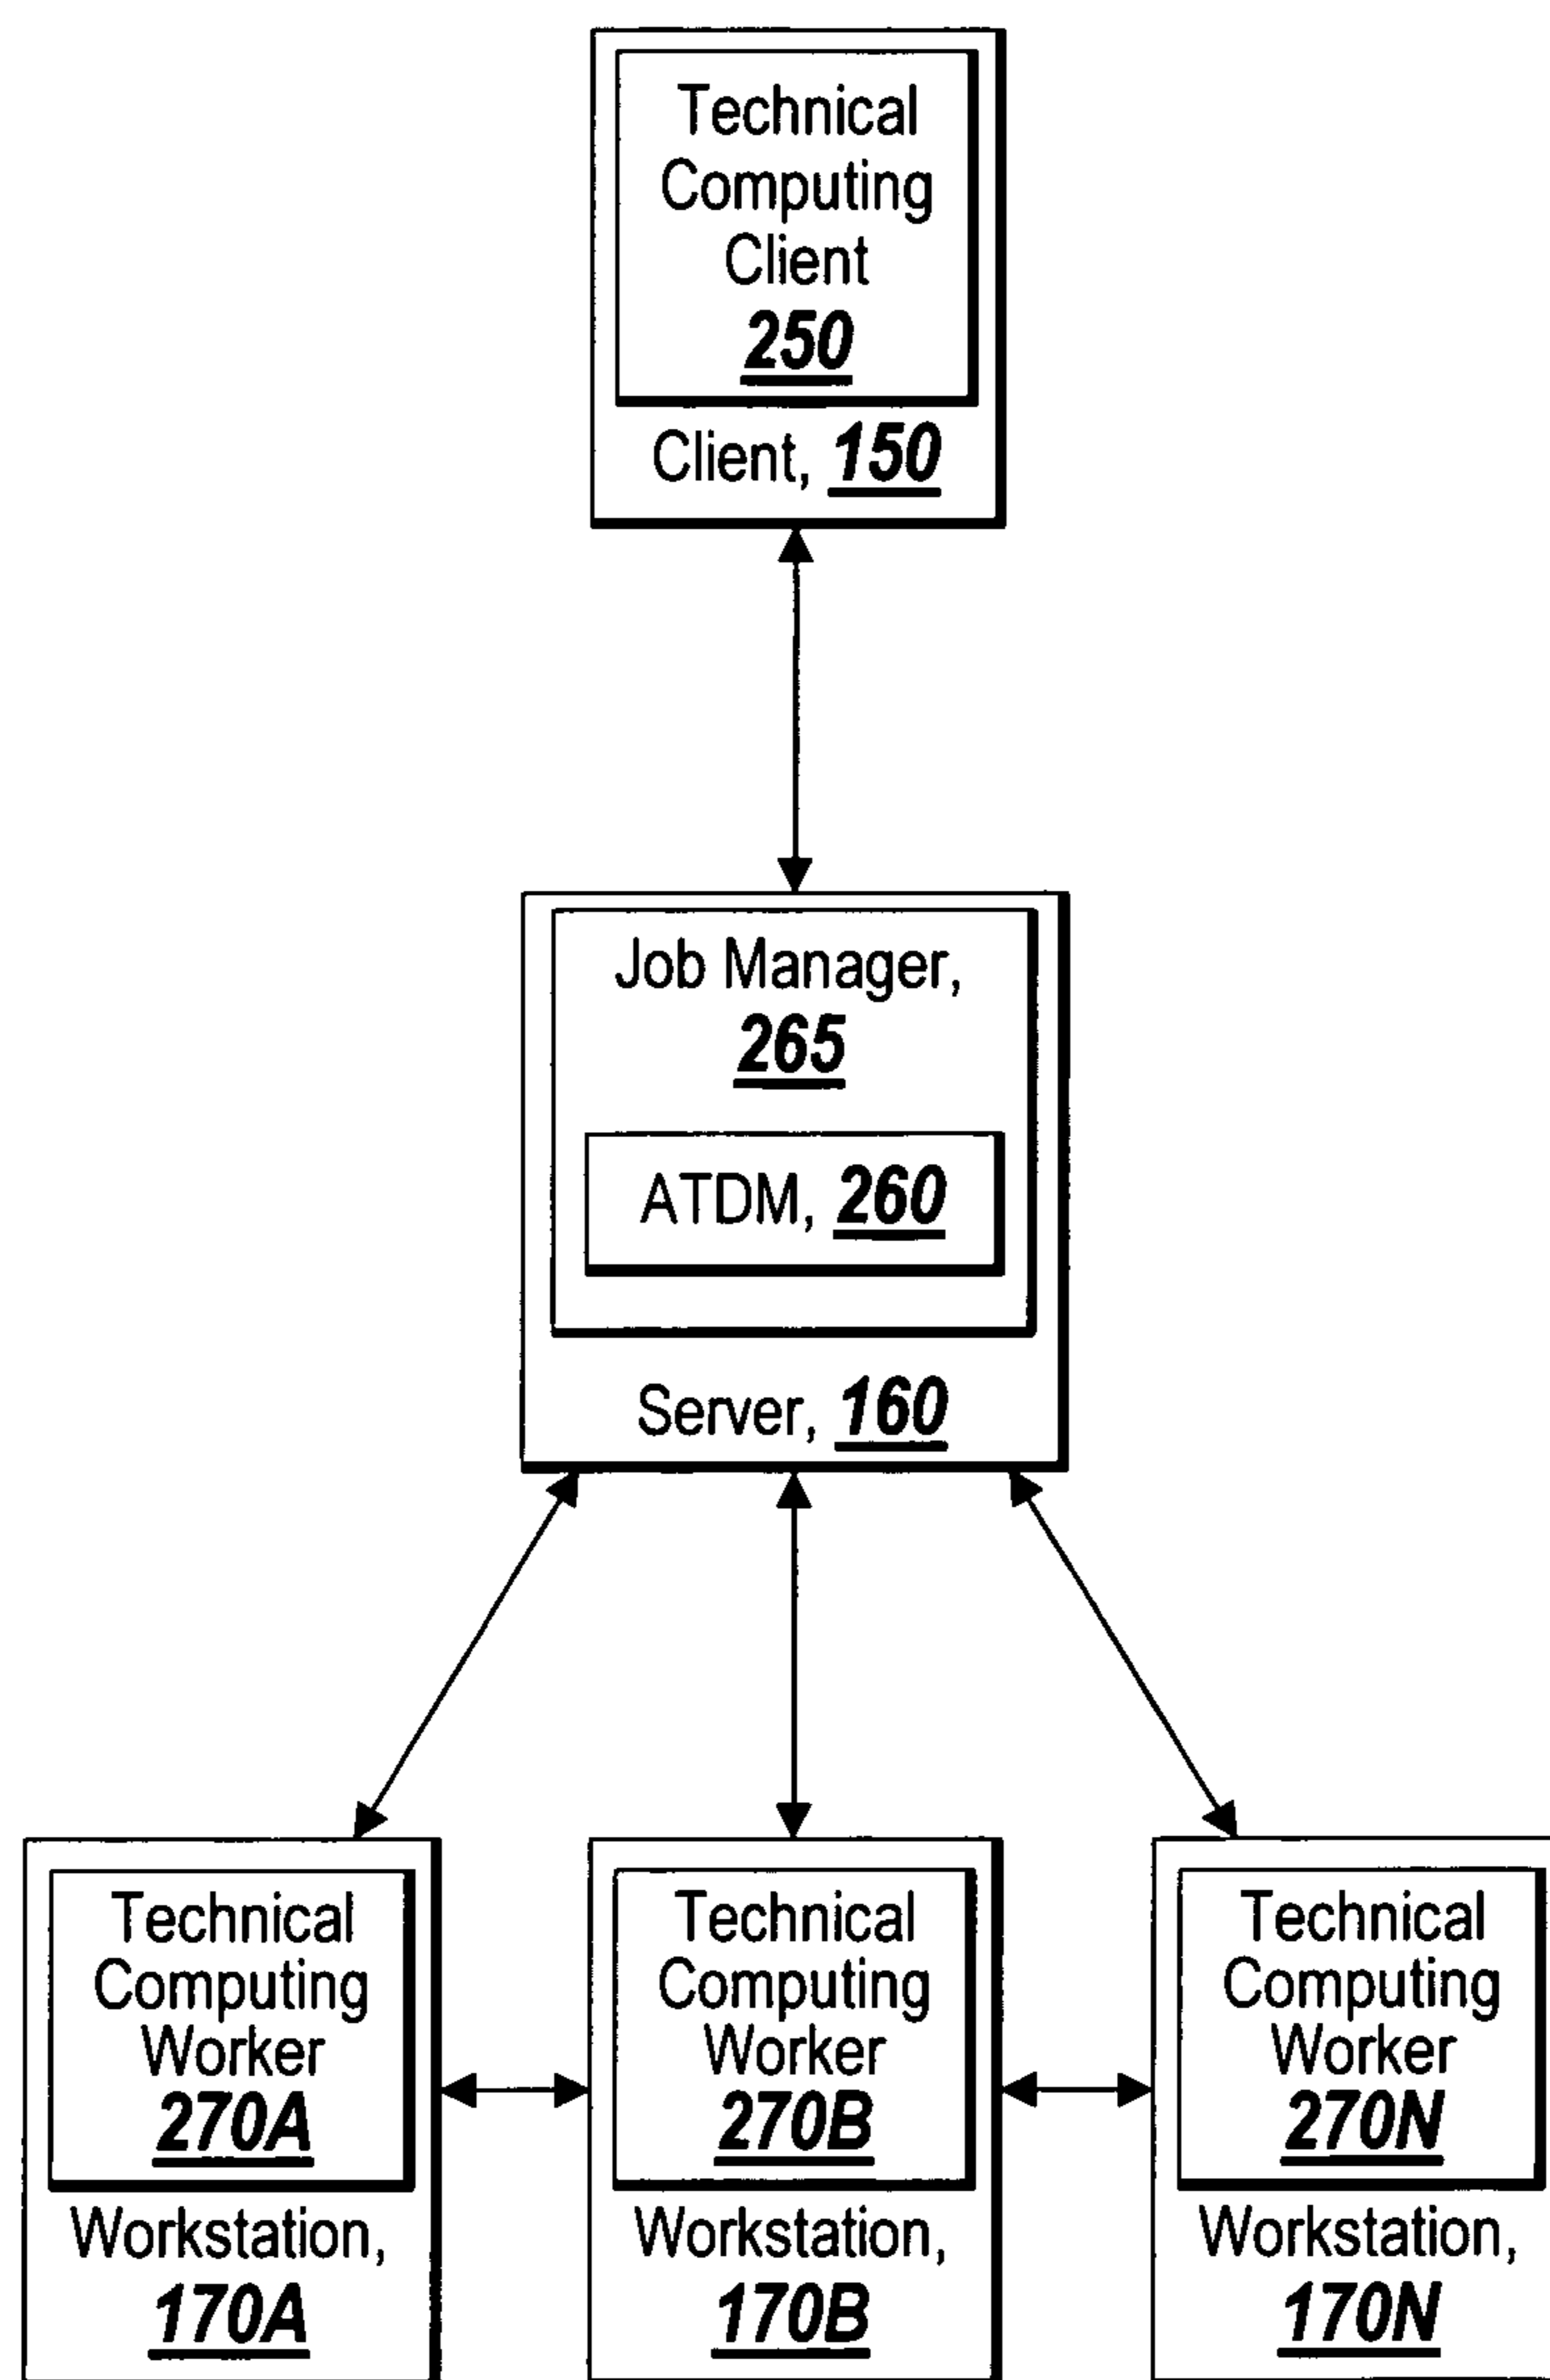 Technical
Computing
Client
250
Client, 150
Job Manager,
265
ATDM, 260
Server, 160
Technical
Computing
Worker
270A
Workstation,
170A
Technical
Computing
Worker
270B
Workstation,
170B
Technical
Computing
Worker
270N
Workstation,
170N